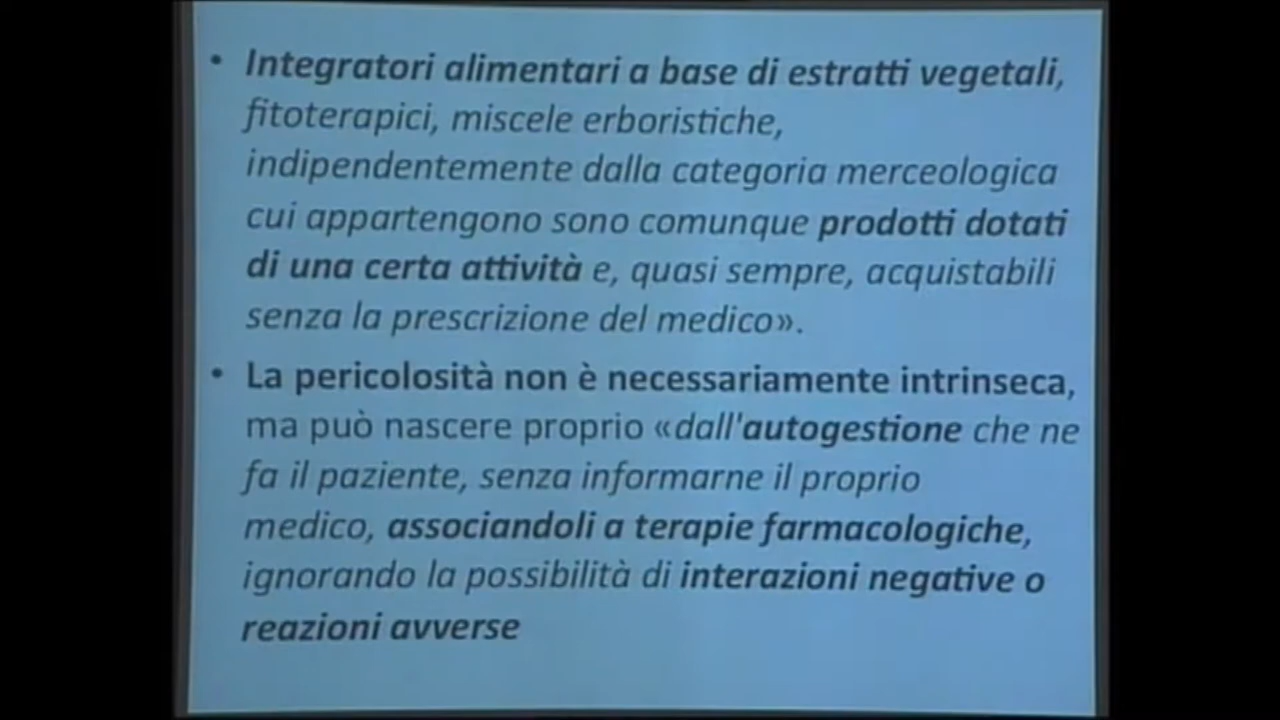 • Integratori alimentari a base di estratti vegetali,
fitoterapici, miscele erboristiche,
indipendentemente dalla categoria merceologica
cui appartengono sono comunque prodotti dotati
di una certa attività e, quasi sempre, acquistabili
senza la prescrizione del medico».
• La pericolosità non è necessariamente intrinseca,
ma può nascere proprio «dall'autogestione che ne
fa il paziente, senza informarne il proprio
medico, associandoli a terapie farmacologiche,
ignorando la possibilità di interazioni negative o
reazioni avverse